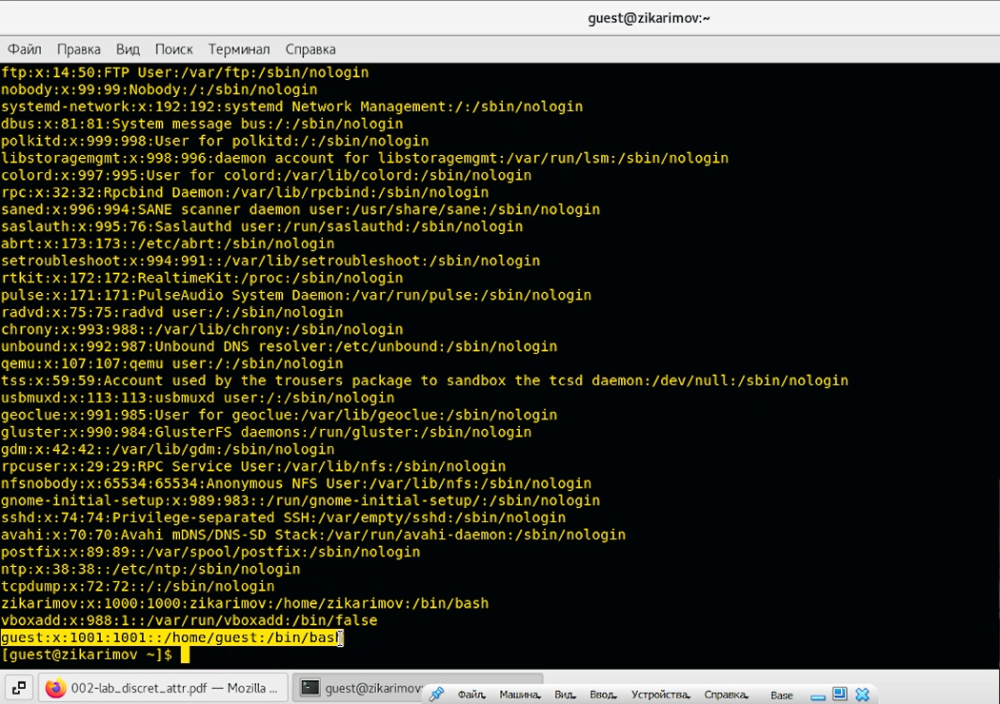 guest@zikarimov:~
Файл Правка Вид Поиск Терминал Справка
ftp:x:14:50:FTP User:/var/ftp:/sbin/nologin
nobody:x:99:99:Nobody:/:/sbin/nologin
systemd-network:x:192:192:systemd Network Management:/:/sbin/nologin
dbus:x:81:81:System message bus:/:/sbin/nologin
polkitd:x:999:998:User for polkitd:/:/sbin/nologin
libstoragemgmt:x:998:996:daemon account for libstoragemgmt:/var/run/lsm:/sbin/nologin
colord:x:997:995:User for colord:/var/lib/colord:/sbin/nologin
rpc:x:32:32:Rpcbind Daemon:/var/lib/rpcbind:/sbin/nologin
saned:x:996:994:SANE scanner daemon user:/usr/share/sane:/sbin/nologin
saslauth:x:995:76:Saslauthd user:/run/saslauthd:/sbin/nologin
abrt:x:173:173::/etc/abrt:/sbin/nologin
setroubleshoot:x:994:991::/var/lib/setroubleshoot:/sbin/nologin
rtkit:x:172:172:RealtimeKit:/proc:/sbin/nologin
pulse:x:171:171:PulseAudio System Daemon:/var/run/pulse:/sbin/nologin
radvd:x:75:75:radvd user:/:/sbin/nologin
chrony:x:993:988::/var/lib/chrony:/sbin/nologin
unbound:x:992:987:Unbound DNS resolver:/etc/unbound:/sbin/nologin
qemu:x:107:107:qemu user:/:/sbin/nologin
tss:x:59:59:Account used by the trousers package to sandbox the tcsd daemon:/dev/null:/sbin/nologin
usbmuxd:x:113:113:usbmuxd user:/:/sbin/nologin
geoclue:x:991:985:User for geoclue:/var/lib/geoclue:/sbin/nologin
gluster:x:990:984:GlusterFS daemons:/run/gluster:/sbin/nologin
gdm:x:42:42::/var/lib/gdm:/sbin/nologin
rpcuser:x:29:29:RPC Service User:/var/lib/nfs:/sbin/nologin
nfsnobody:x:65534:65534:Anonymous NFS User:/var/lib/nfs:/sbin/nologin
gnome-initial-setup:x:989:983::/run/gnome-initial-setup/:/sbin/nologin
sshd:x:74:74:Privilege-separated SSH:/var/empty/sshd:/sbin/nologin
avahi:x:70:70:Avahi mDNS/DNS-SD Stack:/var/run/avahi-daemon:/sbin/nologin
postfix:x:89:89::/var/spool/postfix:/sbin/nologin
ntp:x:38:38::/etc/ntp:/sbin/nologin
tcpdump:x:72:72::/:/sbin/nologin
zikarimov:x:1000:1000:zikarimov:/home/zikarimov:/bin/bash
vboxadd:x:988:1::/var/run/vboxadd:/bin/false
guest:x:1001:1001::/home/guest:/bin/bash
[guest@zikarimov ~]$
002-lab_discret_attr.pdf — Mozilla ... guest@zikarimov: Файл Машина Вид Ввод Устройства Справка Base